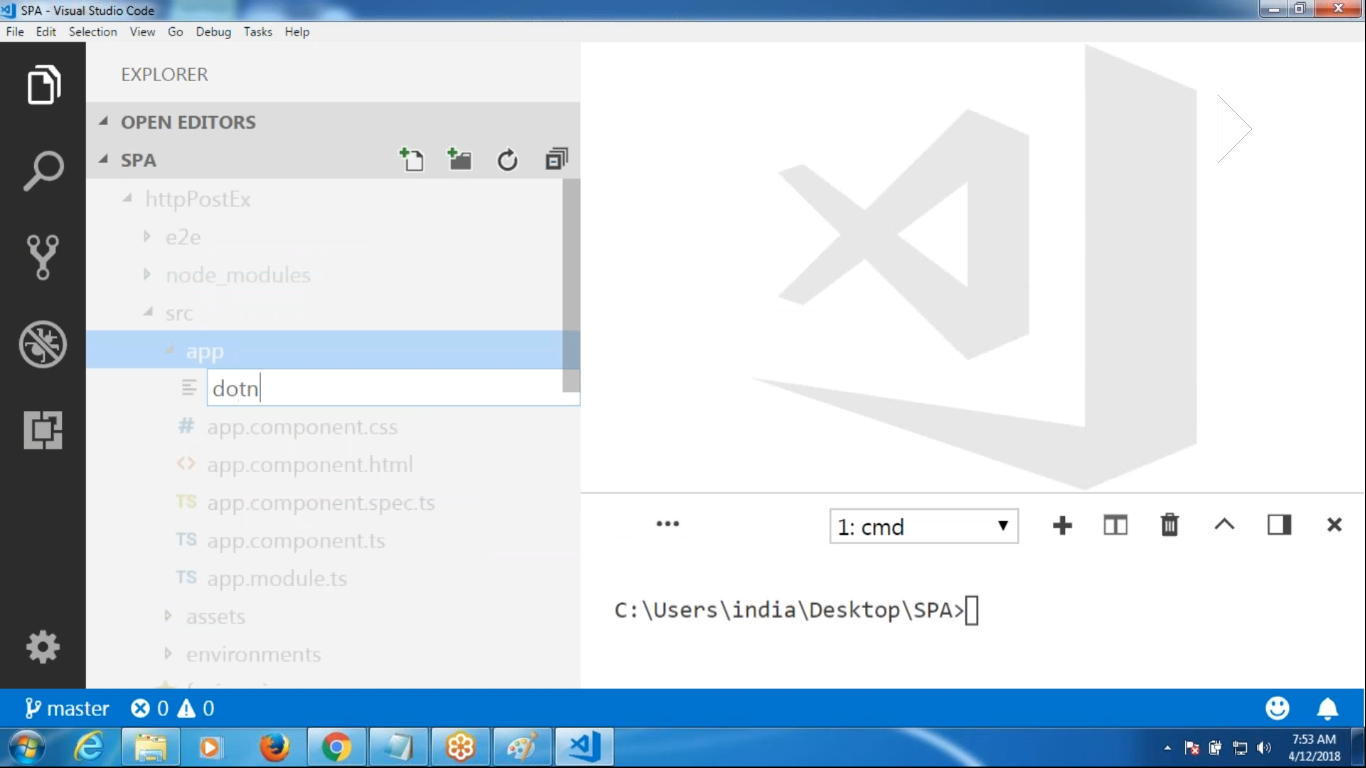 SPA - Visual Studio Code
File Edit Selection View Go Debug Tasks Help
EXPLORER
OPEN EDITORS
SPA
httpPostEx
e2e
node_modules
src
app
dotn
# app.component.css
<> app.component.html
TS app.component.spec.ts
TS app.component.ts
TS app.module.ts
assets
environments
1: cmd
C:\Users\india\Desktop\SPA>
master 0 0
7:53 AM
4/12/2018